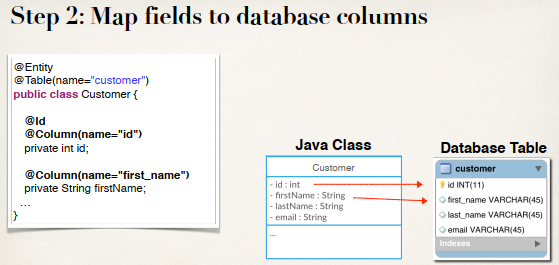 Step 2: Map fields to database columns
@Entity
@Table(name="customer")
public class Customer {
@Id
@Column(name="id")
private int id;
@Column(name="first_name")
private String firstName;
...
}
Java Class
Customer
- id : int
- firstName : String
- lastName : String
- email : String
...
Database Table
customer
id INT(11)
first_name VARCHAR(45)
last_name VARCHAR(45)
email VARCHAR(45)
Indexes